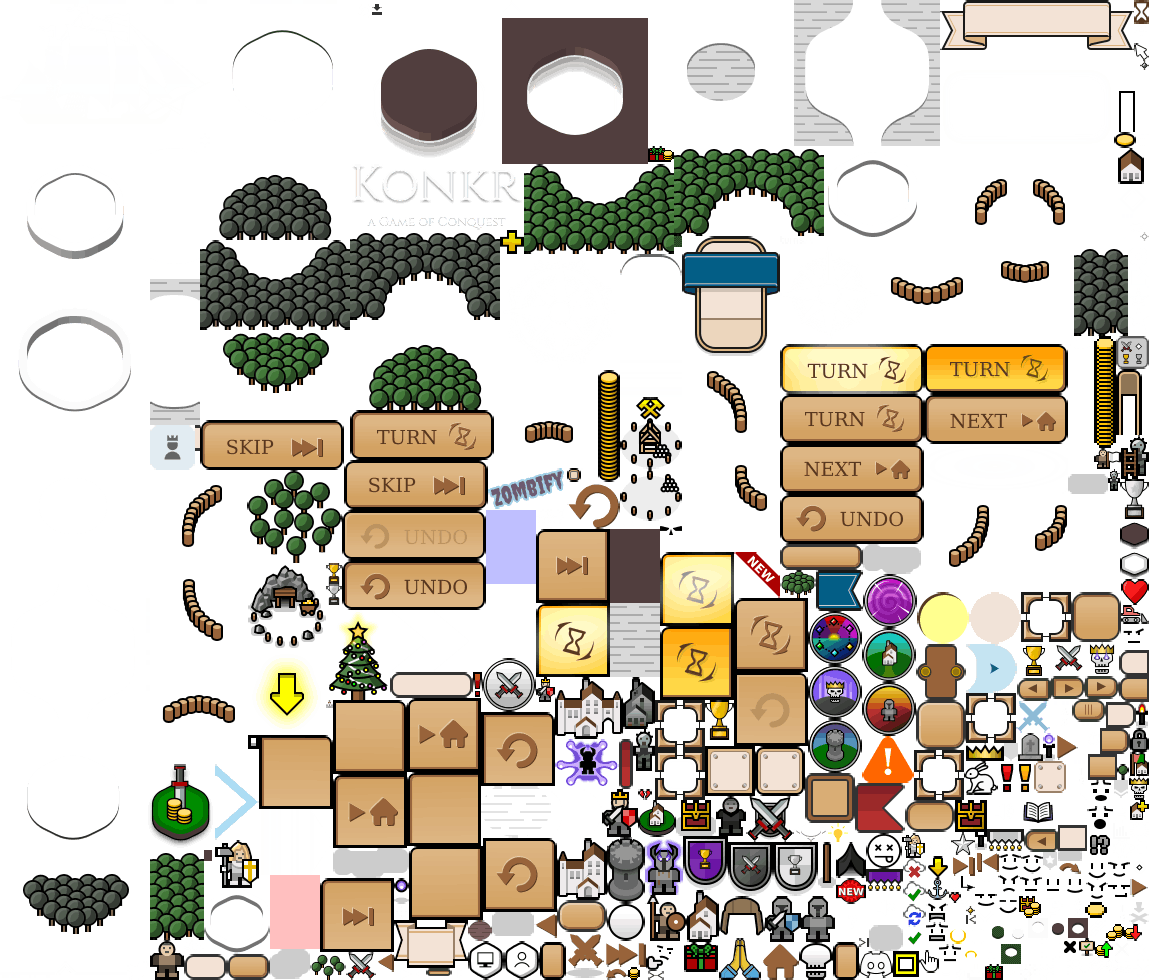 KONKR
A GAME OF CONQUEST
TURN
TURN
TURN
NEXT
SKIP
TURN
NEXT
SKIP
ZOMBIFY
UNDO
UNDO
UNDO
NEW
NEW